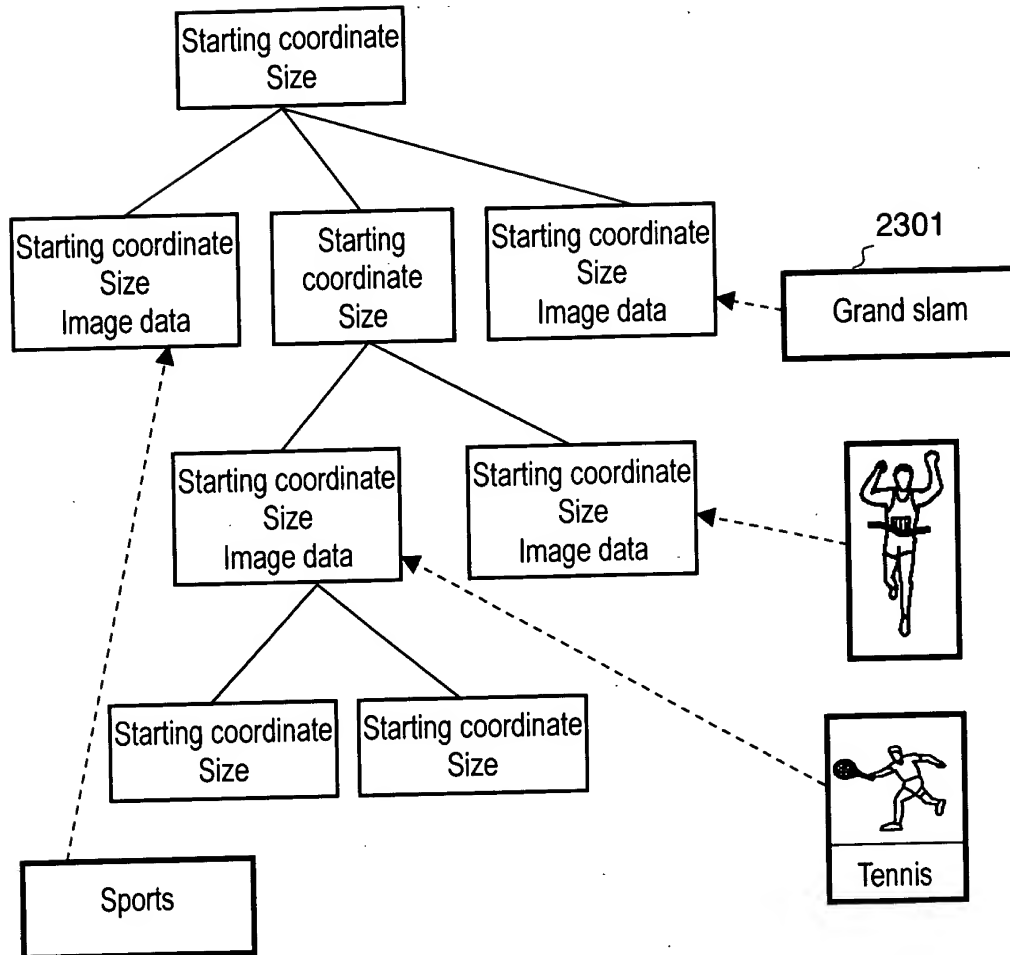 Starting coordinate
Size
Starting coordinate
Size
Image data
Starting
coordinate
Size
Starting coordinate
Size
Image data
2301
Grand slam
Starting coordinate
Size
Image data
Starting coordinate
Size
Image data
Starting coordinate
Size
Starting coordinate
Size
Tennis
Sports